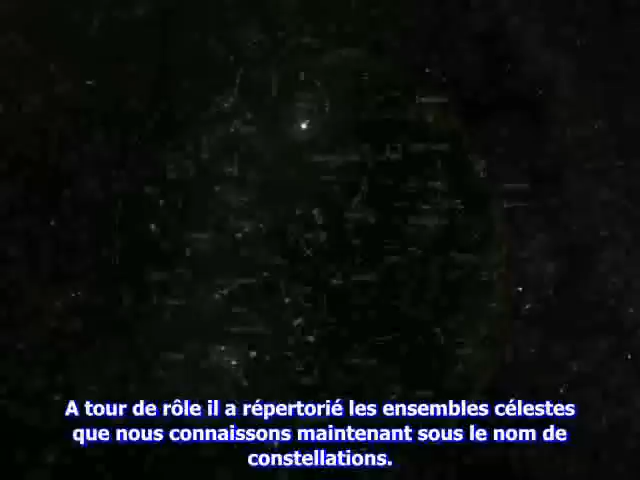 A tour de rôle il a répertorié les ensembles célestes
que nous connaissons maintenant sous le nom de
constellations.